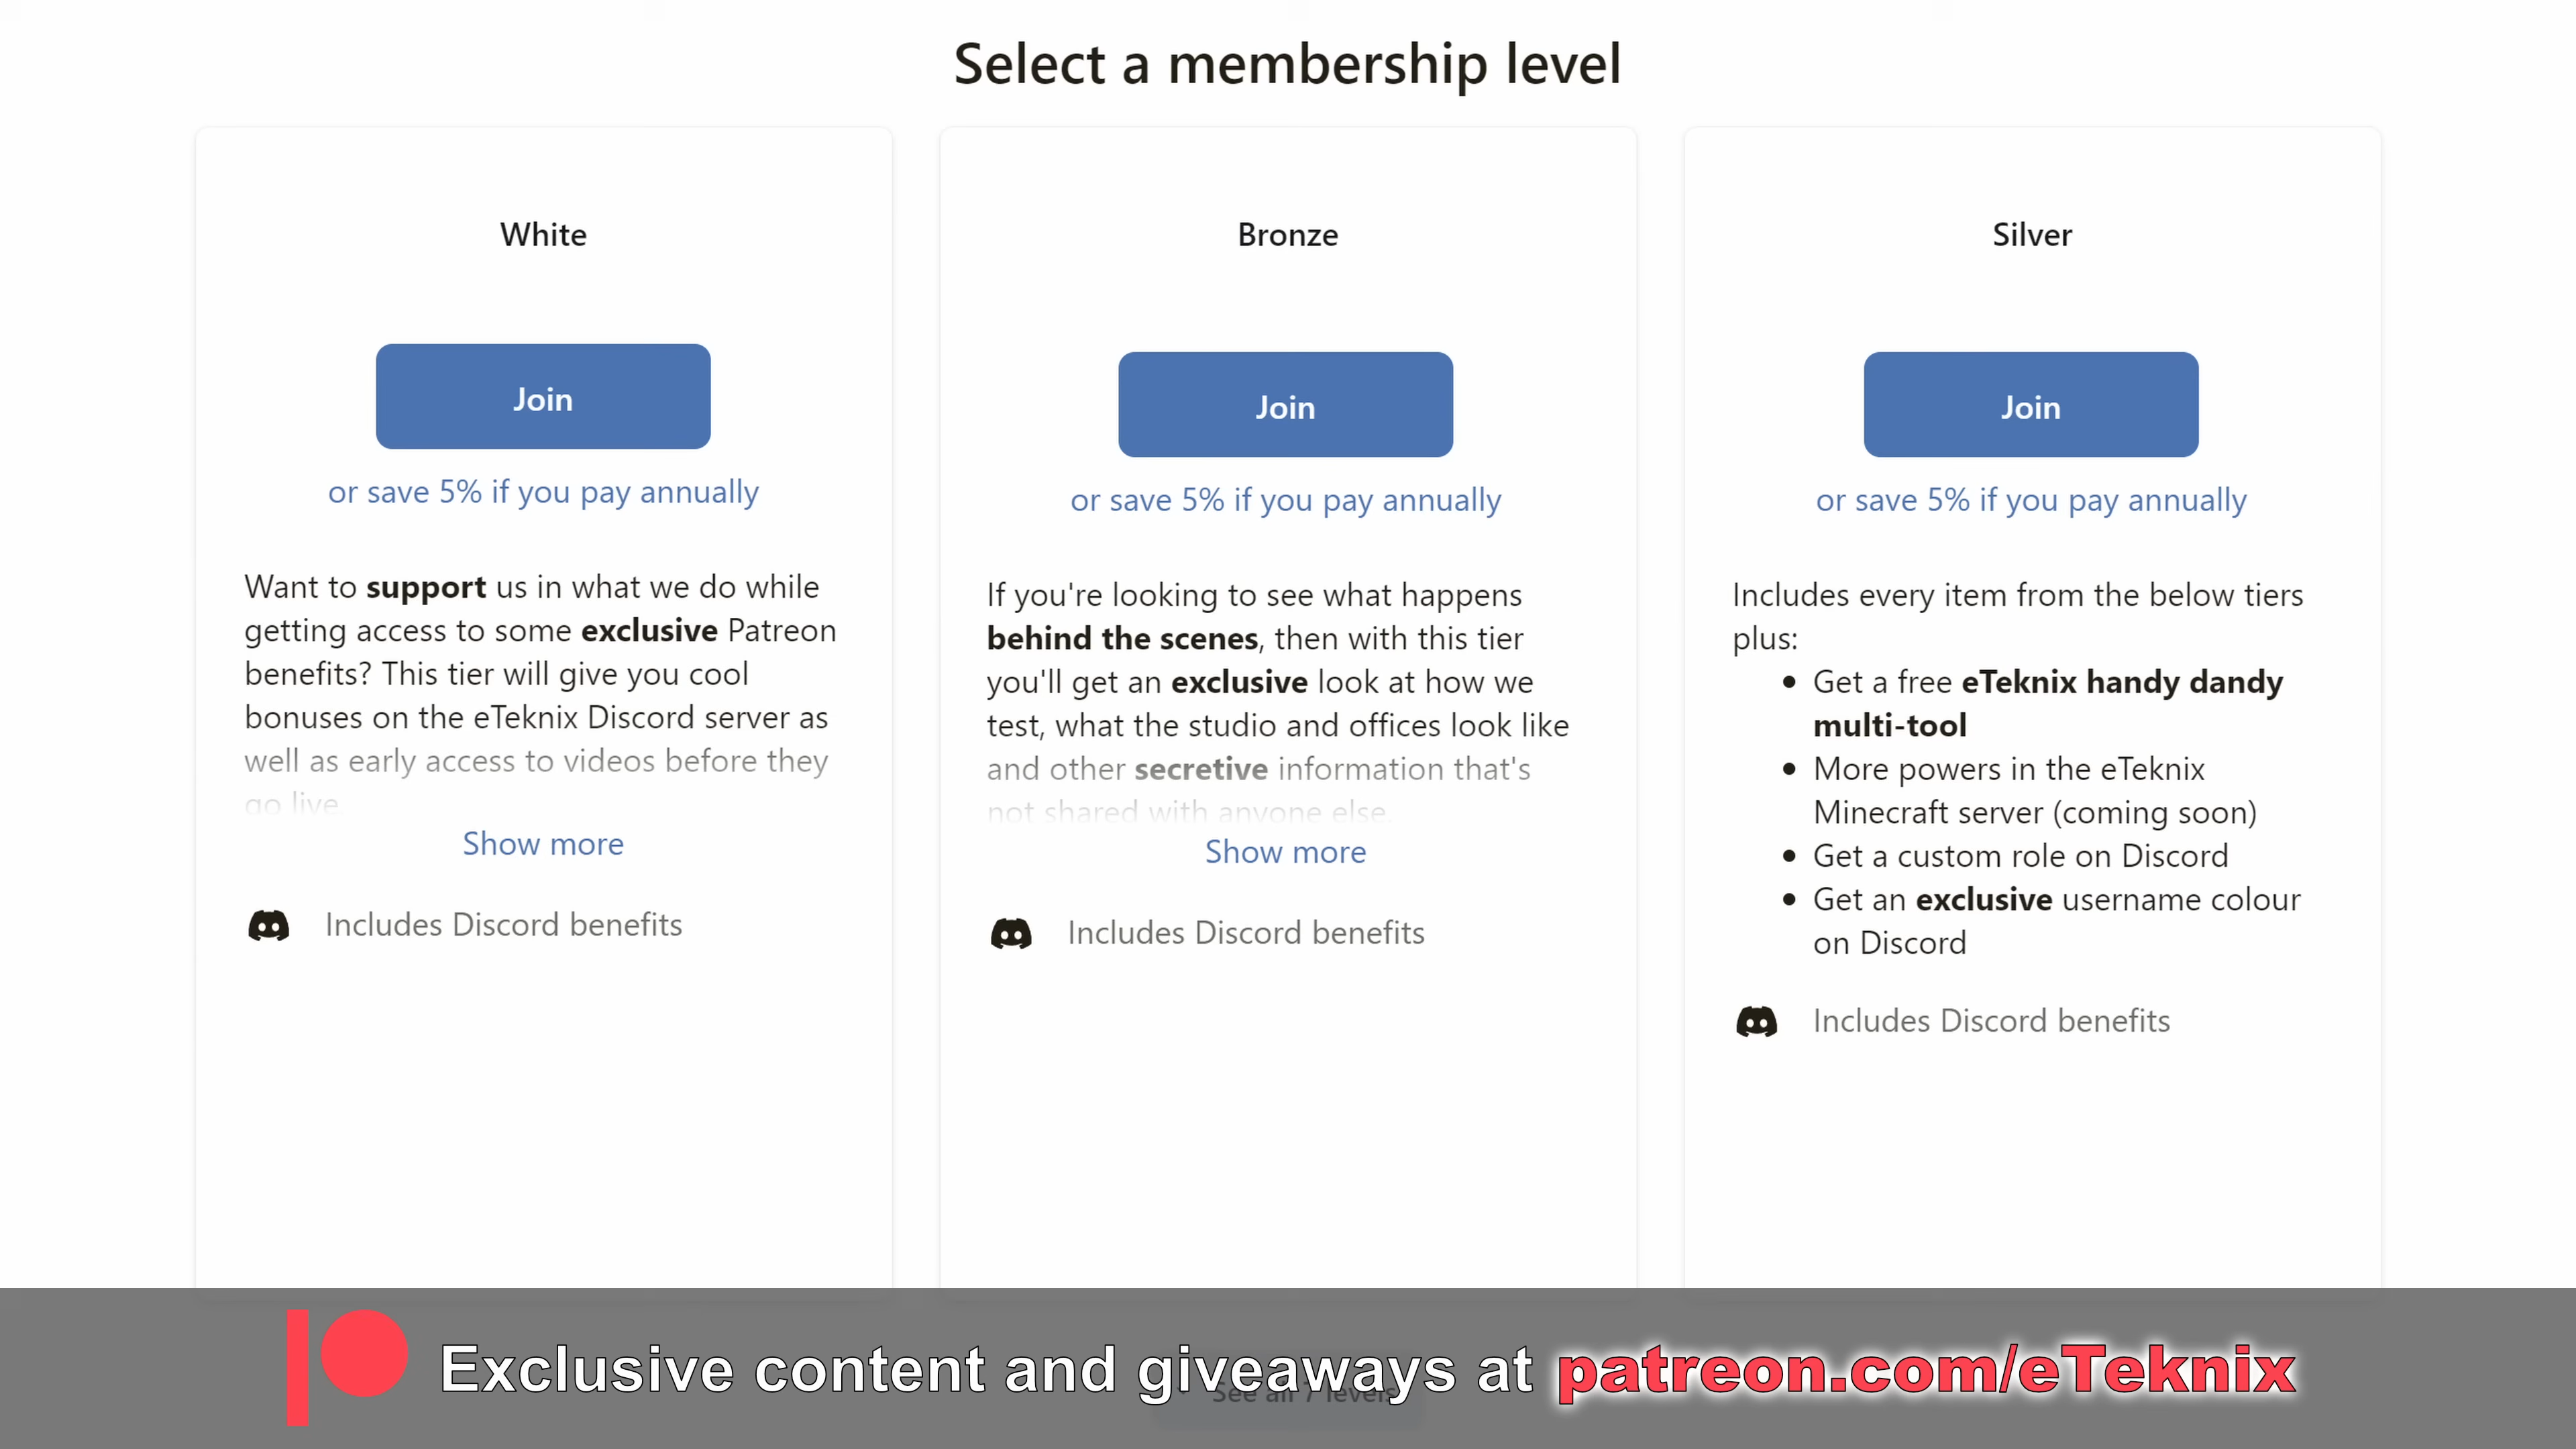 Select a membership level
White
Join
or save 5% if you pay annually
Want to support us in what we do while
getting access to some exclusive Patreon
benefits? This tier will give you cool
bonuses on the eTeknix Discord server as
well as early access to videos before they
go live.
Show more
Includes Discord benefits
Bronze
Join
or save 5% if you pay annually
If you're looking to see what happens
behind the scenes, then with this tier
you'll get an exclusive look at how we
test, what the studio and offices look like
and other secretive information that's
not shared with anyone else.
Show more
Includes Discord benefits
Silver
Join
or save 5% if you pay annually
Includes every item from the below tiers
plus:
• Get a free eTeknix handy dandy
multi-tool
• More powers in the eTeknix
Minecraft server (coming soon)
• Get a custom role on Discord
• Get an exclusive username colour
on Discord
Includes Discord benefits
Exclusive content and giveaways at patreon.com/eTeknix
See all 7 levels